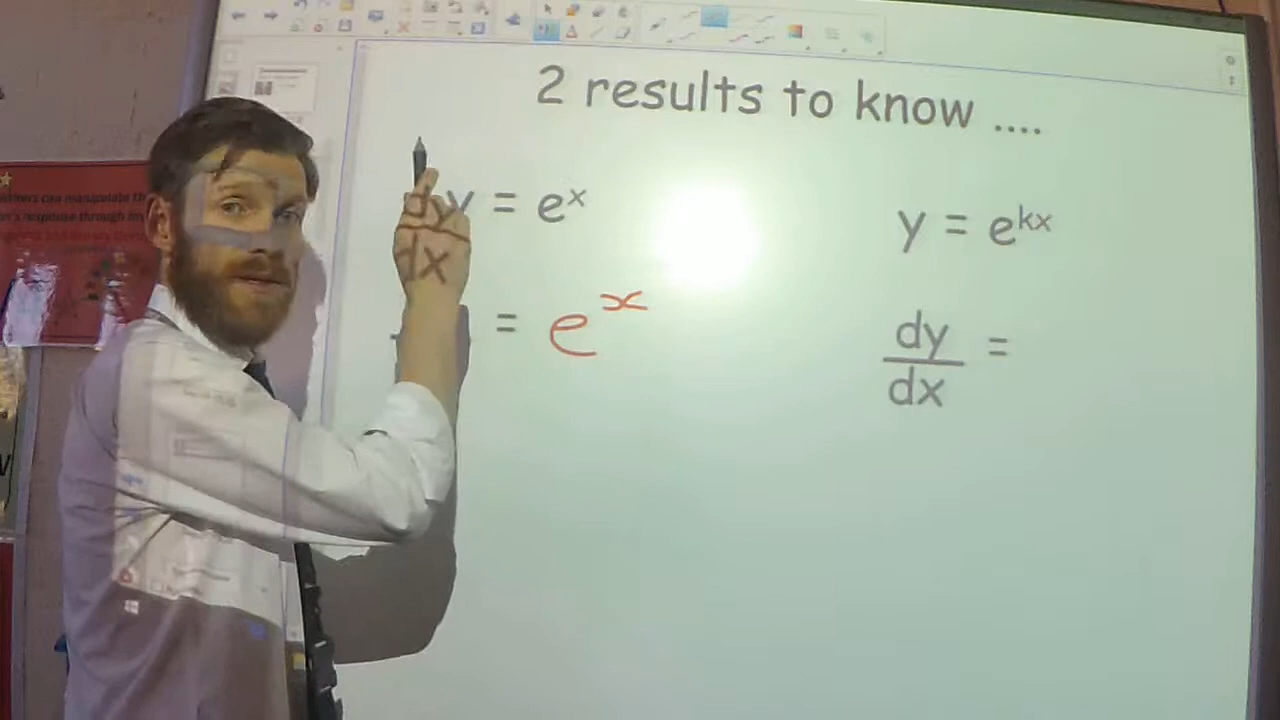 2 results to know ....
y = e^x
dy
dx
= e^x
y = e^kx
dy
dx
=